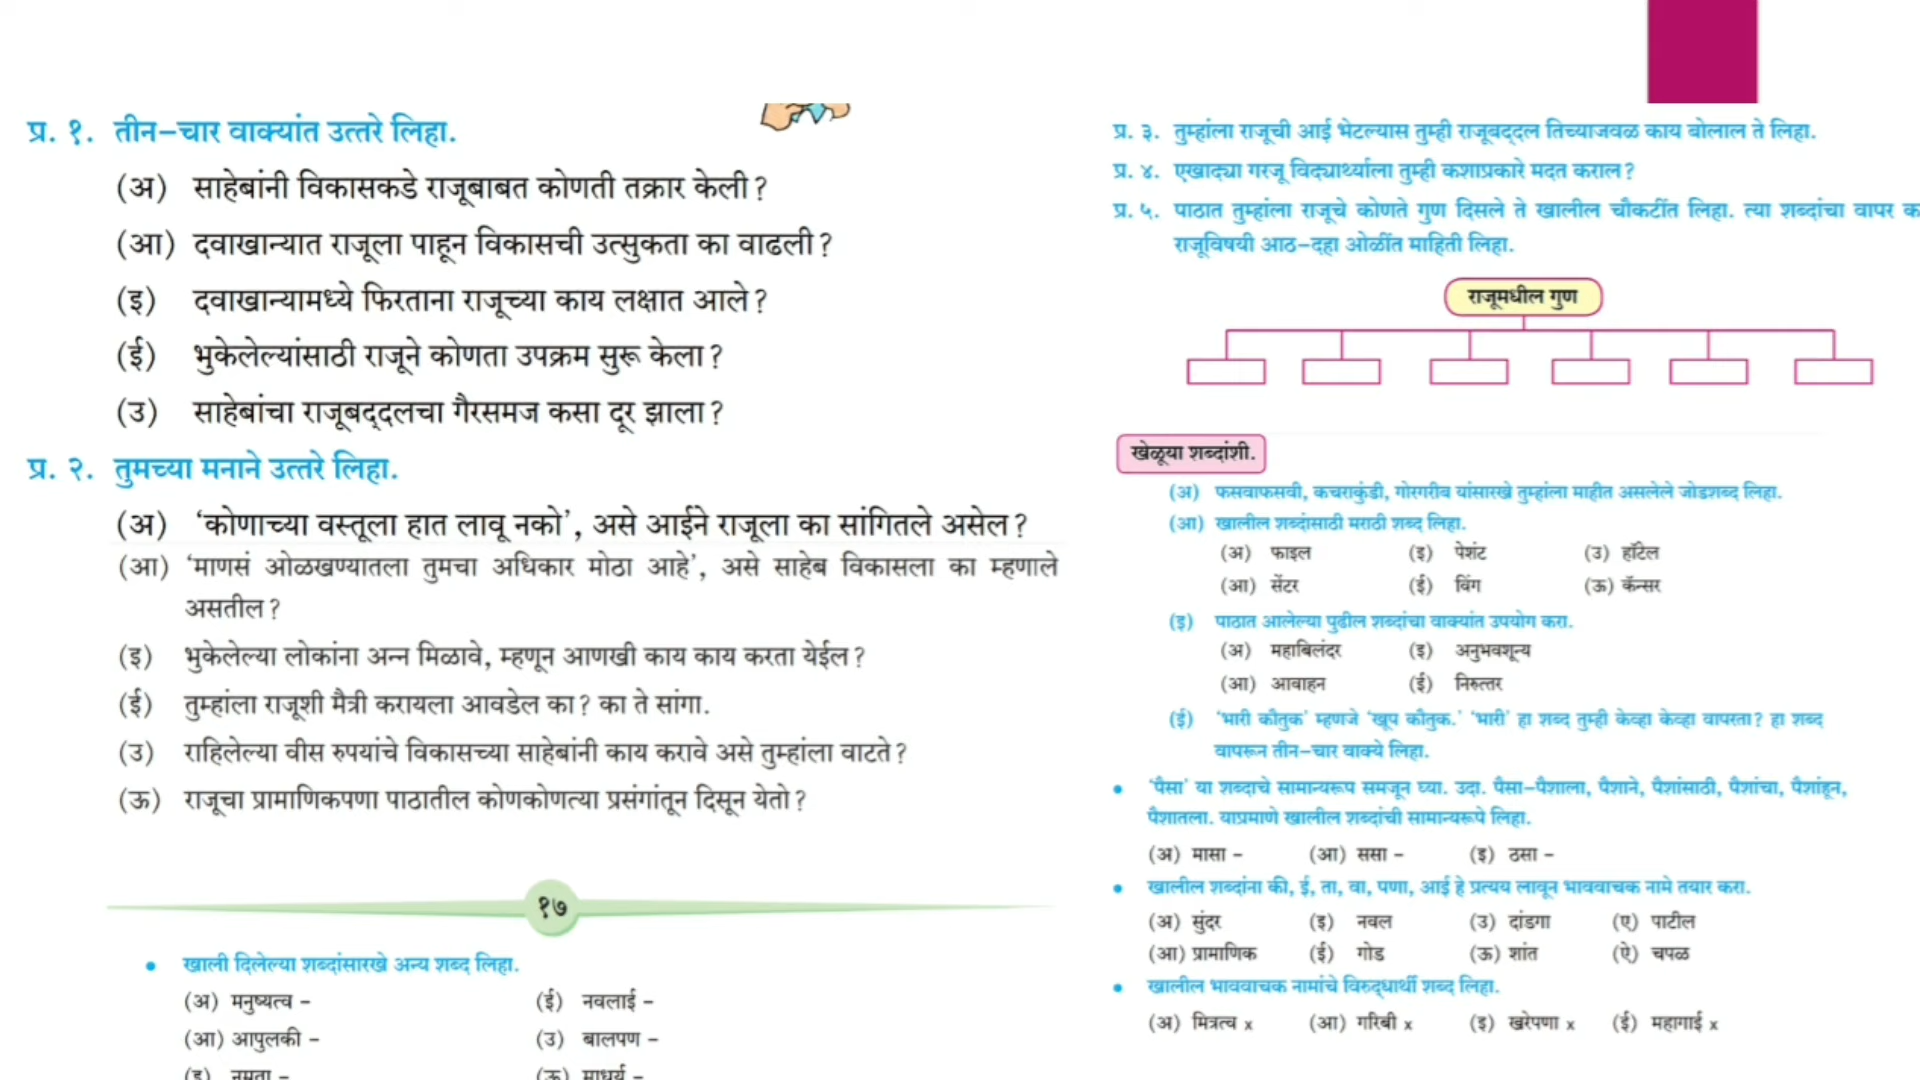 प्र. १. तीन-चार वाक्यांत उत्तरे लिहा.
(अ) साहेबांनी विकासकडे राजूबाबत कोणती तक्रार केली?
(आ) दवाखान्यात राजूला पाहून विकासची उत्सुकता का वाढली?
(इ) दवाखान्यामध्ये फिरताना राजूच्या काय लक्षात आले?
(ई) भुकेलेल्यांसाठी राजूने कोणता उपक्रम सुरू केला?
(उ) साहेबांचा राजूबद्दलचा गैरसमज कसा दूर झाला?
प्र. २. तुमच्या मनाने उत्तरे लिहा.
(अ) ‘कोणाच्या वस्तूला हात लावू नको’, असे आईने राजूला का सांगितले असेल?
(आ) ‘माणसं ओळखण्यातला तुमचा अधिकार मोठा आहे’, असे साहेब विकासला का म्हणाले
असतील?
(इ) भुकेलेल्या लोकांना अन्न मिळावे, म्हणून आणखी काय काय करता येईल?
(ई) तुम्हांला राजूशी मैत्री करायला आवडेल का? का ते सांगा.
(उ) राहिलेल्या वीस रुपयांचे विकासच्या साहेबांनी काय करावे असे तुम्हांला वाटते?
(ऊ) राजूचा प्रामाणिकपणा पाठातील कोणकोणत्या प्रसंगांतून दिसून येतो?
१७
• खाली दिलेल्या शब्दांसारखे अन्य शब्द लिहा.
(अ) मनुष्यत्व - (ई) नवलाई -
(आ) आपुलकी - (उ) बालपण -
(इ) नम्रता - (ऊ) माधुर्य -
प्र. ३. तुम्हांला राजूची आई भेटल्यास तुम्ही राजूबद्दल तिच्याजवळ काय बोलाल ते लिहा.
प्र. ४. एखाद्या गरजू विद्यार्थ्याला तुम्ही कशाप्रकारे मदत कराल?
प्र. ५. पाठात तुम्हांला राजूचे कोणते गुण दिसले ते खालील चौकटींत लिहा. त्या शब्दांचा वापर क
राजूविषयी आठ-दहा ओळींत माहिती लिहा.
राजूमधील गुण
खेळूया शब्दांशी.
(अ) फसवाफसवी, कचराकुंडी, गोरगरीब यांसारखे तुम्हांला माहीत असलेले जोडशब्द लिहा.
(आ) खालील शब्दांसाठी मराठी शब्द लिहा.
(अ) फाइल (इ) पेशंट (उ) हॉटेल
(आ) सेंटर (ई) विंग (ऊ) कॅन्सर
(इ) पाठात आलेल्या पुढील शब्दांचा वाक्यांत उपयोग करा.
(अ) महाबिलंदर (इ) अनुभवशून्य
(आ) आवाहन (ई) निरुत्तर
(ई) ‘भारी कौतुक’ म्हणजे ‘खूप कौतुक.’ ‘भारी’ हा शब्द तुम्ही केव्हा केव्हा वापरता? हा शब्द
वापरून तीन-चार वाक्ये लिहा.
• ‘पैसा’ या शब्दाचे सामान्यरूप समजून घ्या. उदा. पैसा-पैशाला, पैशाने, पैशांसाठी, पैशांचा, पैशांहून,
पैशातला. याप्रमाणे खालील शब्दांची सामान्यरूपे लिहा.
(अ) मासा - (आ) ससा - (इ) ठसा -
• खालील शब्दांना की, ई, ता, वा, पणा, आई हे प्रत्यय लावून भाववाचक नामे तयार करा.
(अ) सुंदर (इ) नवल (उ) दांडगा (ए) पाटील
(आ) प्रामाणिक (ई) गोड (ऊ) शांत (ऐ) चपळ
• खालील भाववाचक नामांचे विरुद्धार्थी शब्द लिहा.
(अ) मित्रत्व x (आ) गरिबी x (इ) खरेपणा x (ई) महागाई x